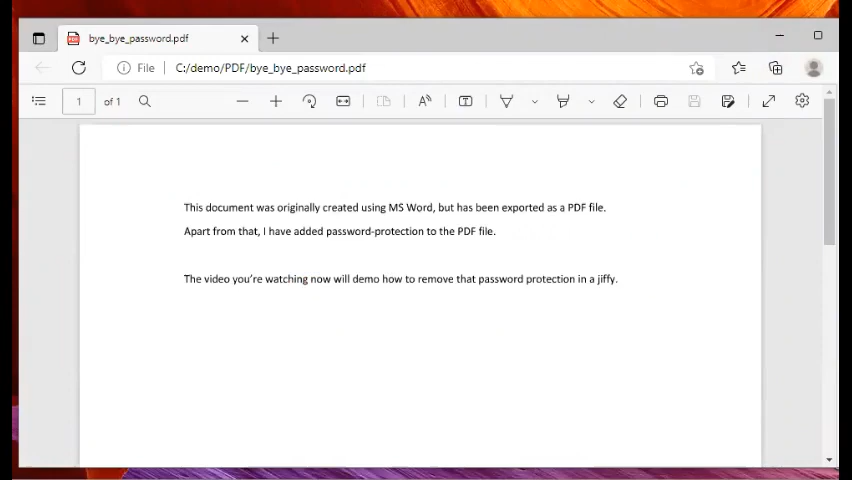 bye_bye_password.pdf
File C:/demo/PDF/bye_bye_password.pdf
1 of 1
This document was originally created using MS Word, but has been exported as a PDF file.
Apart from that, I have added password-protection to the PDF file.
The video you're watching now will demo how to remove that password protection in a jiffy.